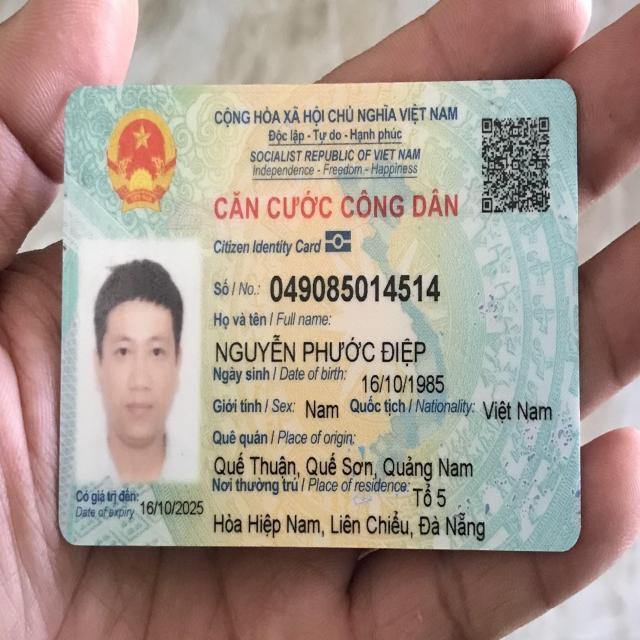 CỘNG HÒA XÃ HỘI CHỦ NGHĨA VIỆT NAM
Độc lập - Tự do - Hạnh phúc
SOCIALIST REPUBLIC OF VIET NAM
Independence - Freedom - Happiness
CĂN CƯỚC CÔNG DÂN
Citizen Identity Card
Số / No.: 049085014514
Họ và tên / Full name:
NGUYỄN PHƯỚC ĐIỆP
Ngày sinh / Date of birth: 16/10/1985
Giới tính / Sex: Nam Quốc tịch / Nationality: Việt Nam
Quê quán / Place of origin:
Quế Thuận, Quế Sơn, Quảng Nam
Nơi thường trú / Place of residence: Tổ 5
Hòa Hiệp Nam, Liên Chiểu, Đà Nẵng
Có giá trị đến: 16/10/2025
Date of expiry